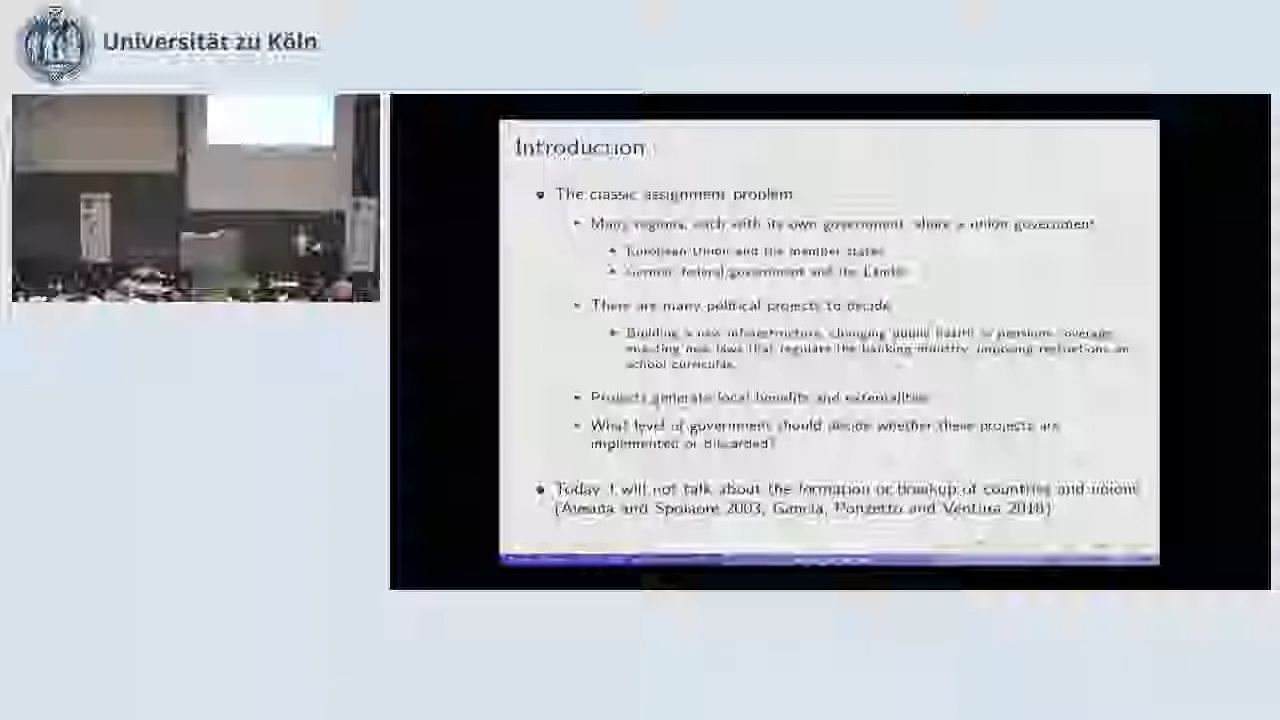 Universität zu Köln
Introduction
• The classic assignment problem
Many regions, each with its own government, share a union government
European Union and the member states
German federal government and the Länder
There are many political projects to decide
Building a new infrastructure, changing public health or pensions coverage,
enacting new laws that regulate the banking industry, imposing restrictions on
school curricula,
Projects generate local benefits and externalities
What level of government should decide whether these projects are
implemented or discarded?
• Today I will not talk about the formation or breakup of countries and unions
(Alesina and Spolaore 2003, Gancia, Ponzetto and Ventura 2018)